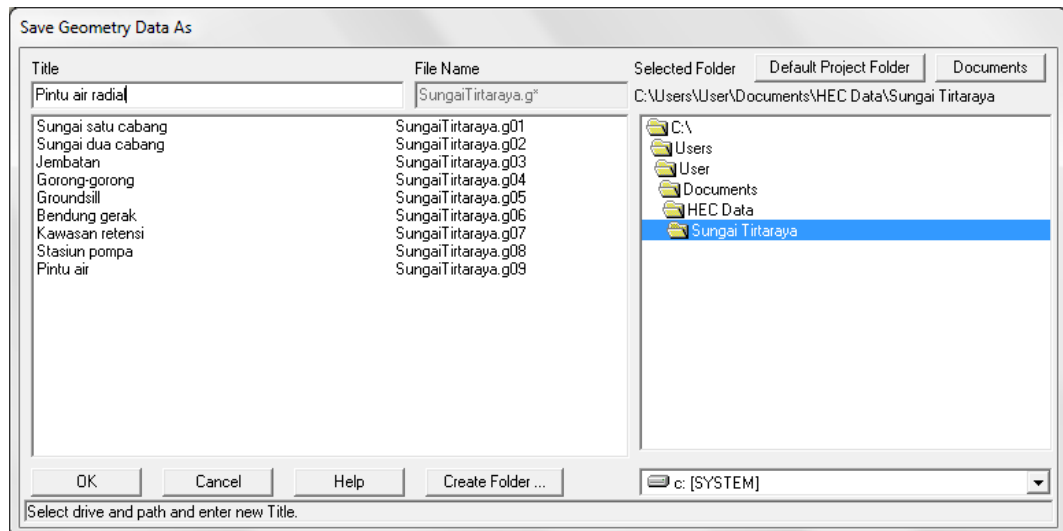 Save Geometry Data As
Title File Name Selected Folder Default Project Folder Documents
Pintu air radial SungaiTirtaraya.g* C:\Users\User\Documents\HEC Data\Sungai Tirtaraya
Sungai satu cabang SungaiTirtaraya.g01
Sungai dua cabang SungaiTirtaraya.g02
Jembatan SungaiTirtaraya.g03
Gorong-gorong SungaiTirtaraya.g04
Groundsill SungaiTirtaraya.g05
Bendung gerak SungaiTirtaraya.g06
Kawasan retensi SungaiTirtaraya.g07
Stasiun pompa SungaiTirtaraya.g08
Pintu air SungaiTirtaraya.g09
C:\
Users
User
Documents
HEC Data
Sungai Tirtaraya
OK Cancel Help Create Folder ... c: [SYSTEM]
Select drive and path and enter new Title.